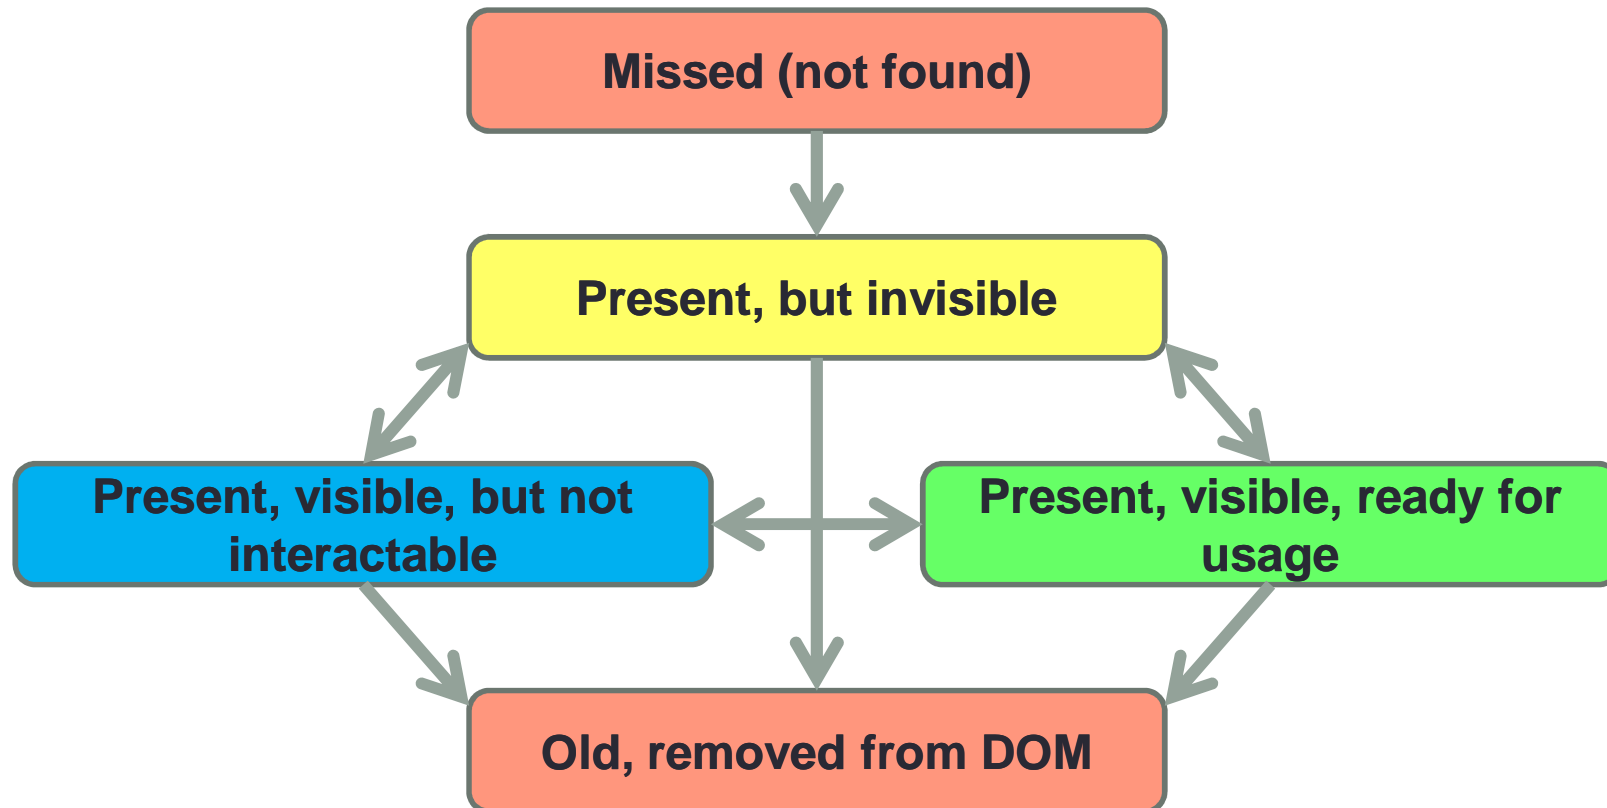 Missed (not found)
Present, but invisible
Present, visible, but not
interactable
Present, visible, ready for
usage
Old, removed from DOM